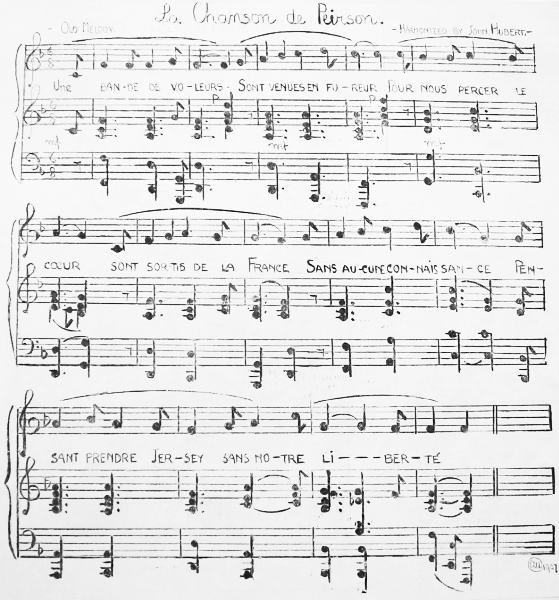 La Chanson de Peirson.
- OLD MELODY - - HARMONIZED BY JOHN HUBERT. -
Une BAN-DE DE VO-LEURS. SONT VENUES EN FU-REUR POUR NOUS PERCER LE
P P
mf mf mf
CŒUR SONT SORTIS DE LA FRANCE SANS AU-CUNE CON-NAIS SAN-CE PEN-
SANT PRENDRE JER-SEY SANS NO-TRE LI----BER-TÉ